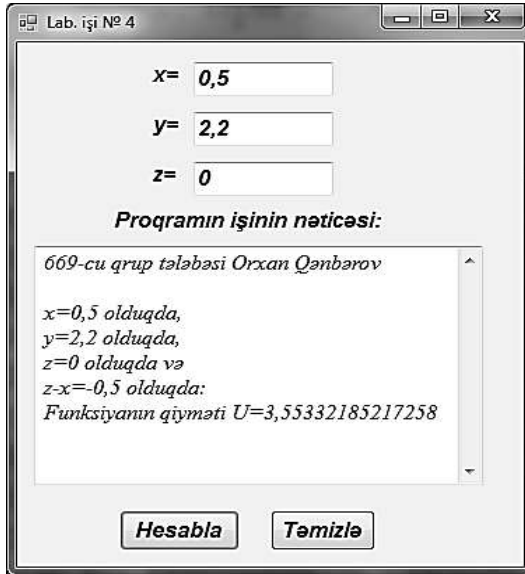 Lab. işi № 4
x= 0,5
y= 2,2
z= 0
Proqramın işinin nəticəsi:
669-cu qrup tələbəsi Orxan Qənbərov
x=0,5 olduqda,
y=2,2 olduqda,
z=0 olduqda və
z-x=-0,5 olduqda:
Funksiyanın qiyməti U=3,55332185217258
Hesabla Təmizlə